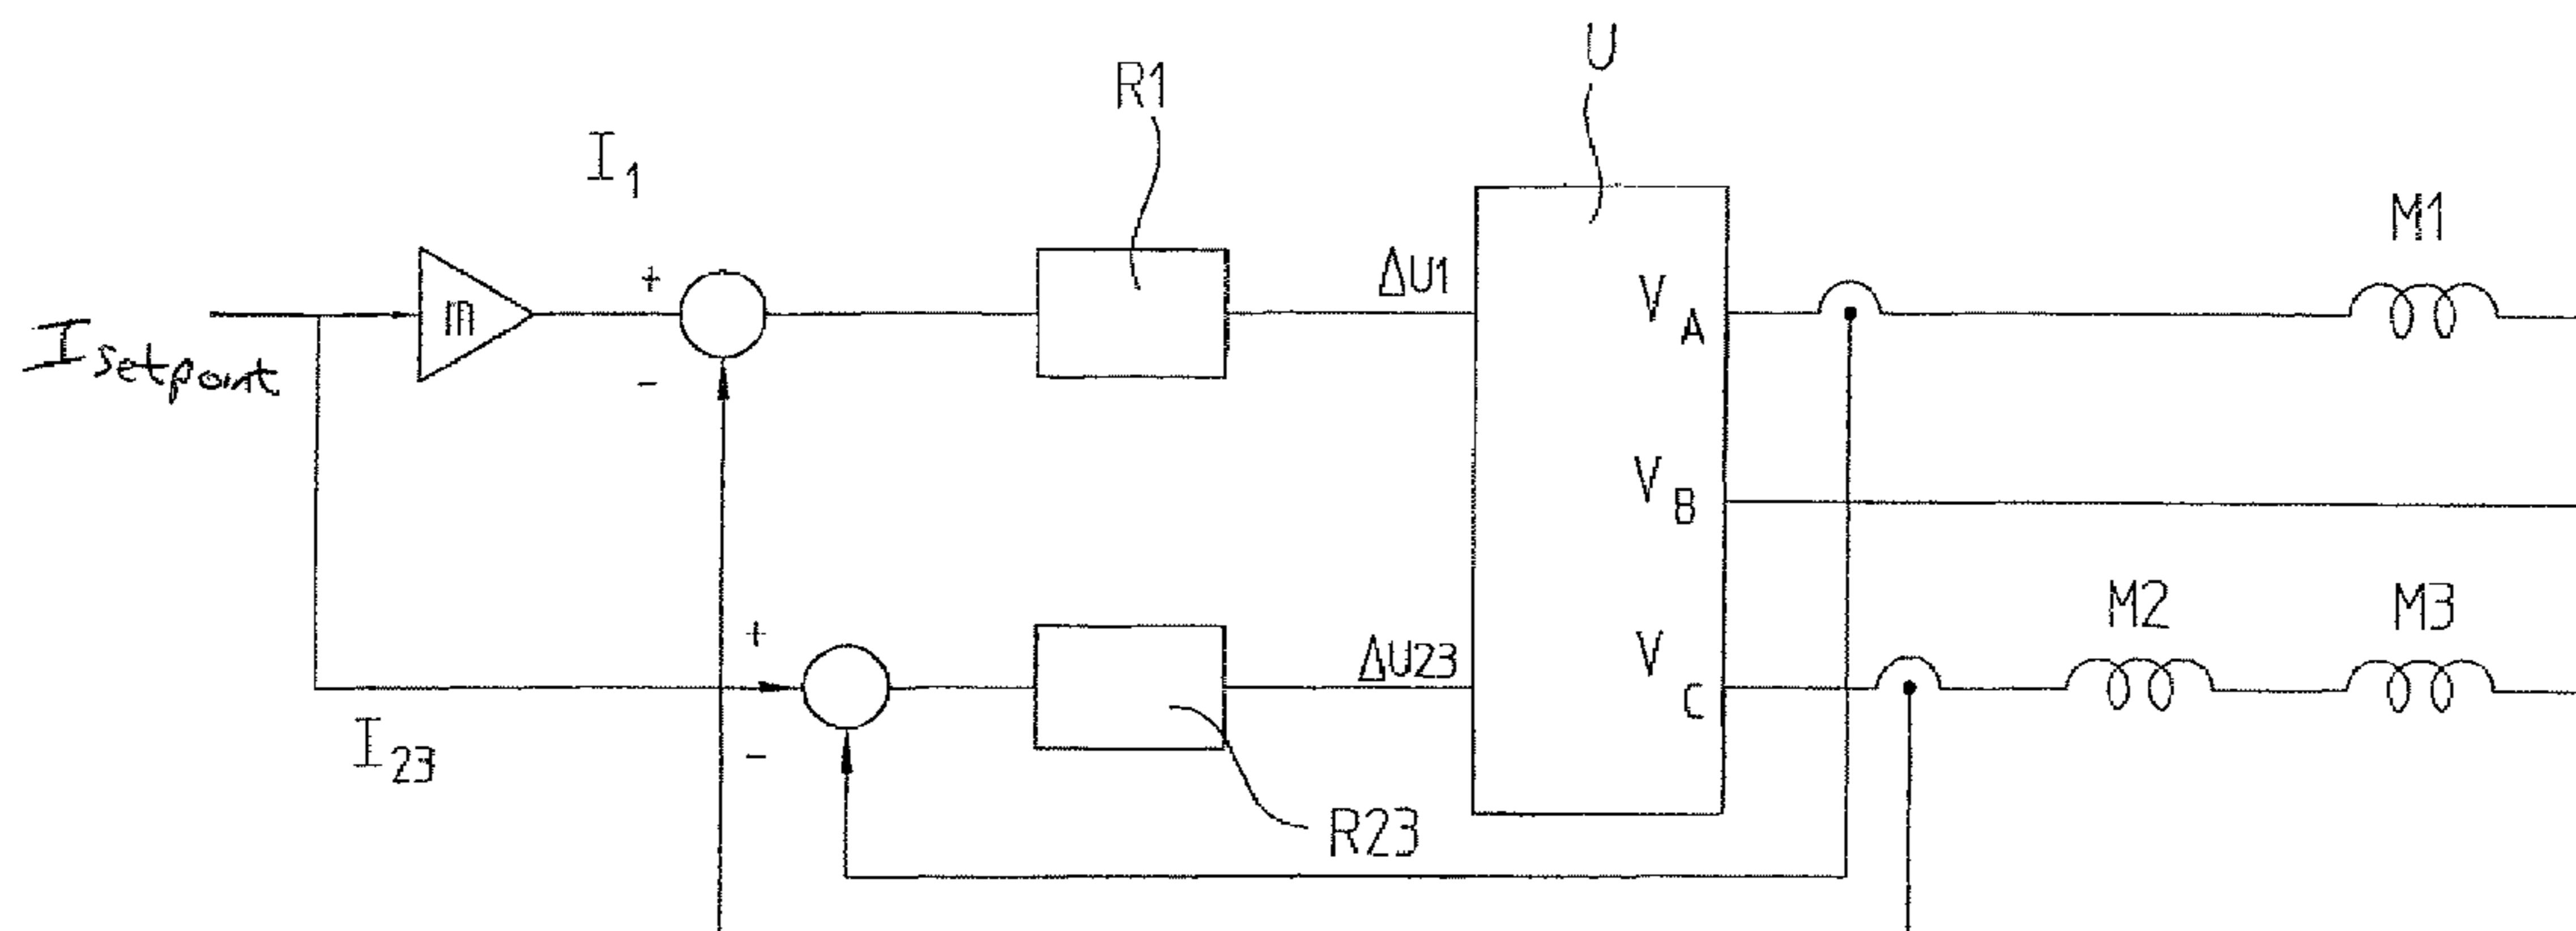 U
R1
I1
M1
+
ΔU1
m
VA
Isetpoint
-
VB
M2
M3
+
ΔU23
VC
I23
-
R23